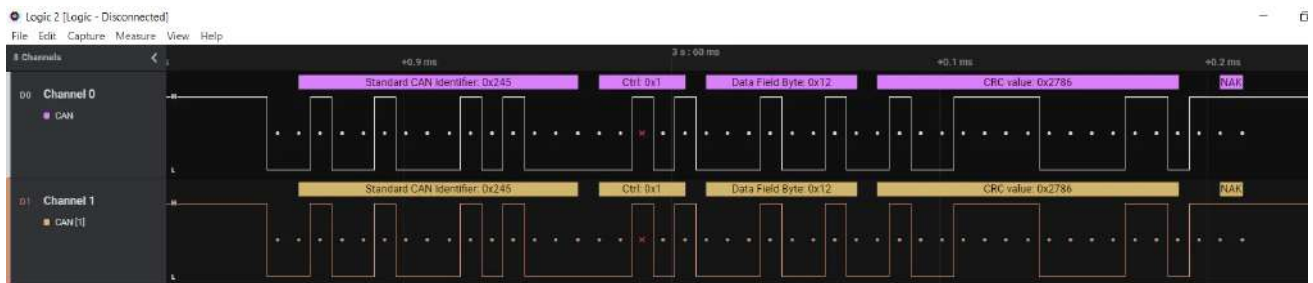 Logic 2 [Logic - Disconnected]
File Edit Capture Measure View Help
8 Channels
3 s : 60 ms
+0.9 ms
+0.1 ms
+0.2 ms
Standard CAN Identifier: 0x245 Ctrl: 0x1 Data Field Byte: 0x12 CRC value: 0x2786 NAK
D0 Channel 0
CAN
H
L
Standard CAN Identifier: 0x245 Ctrl: 0x1 Data Field Byte: 0x12 CRC value: 0x2786 NAK
D1 Channel 1
CAN [1]
H
L